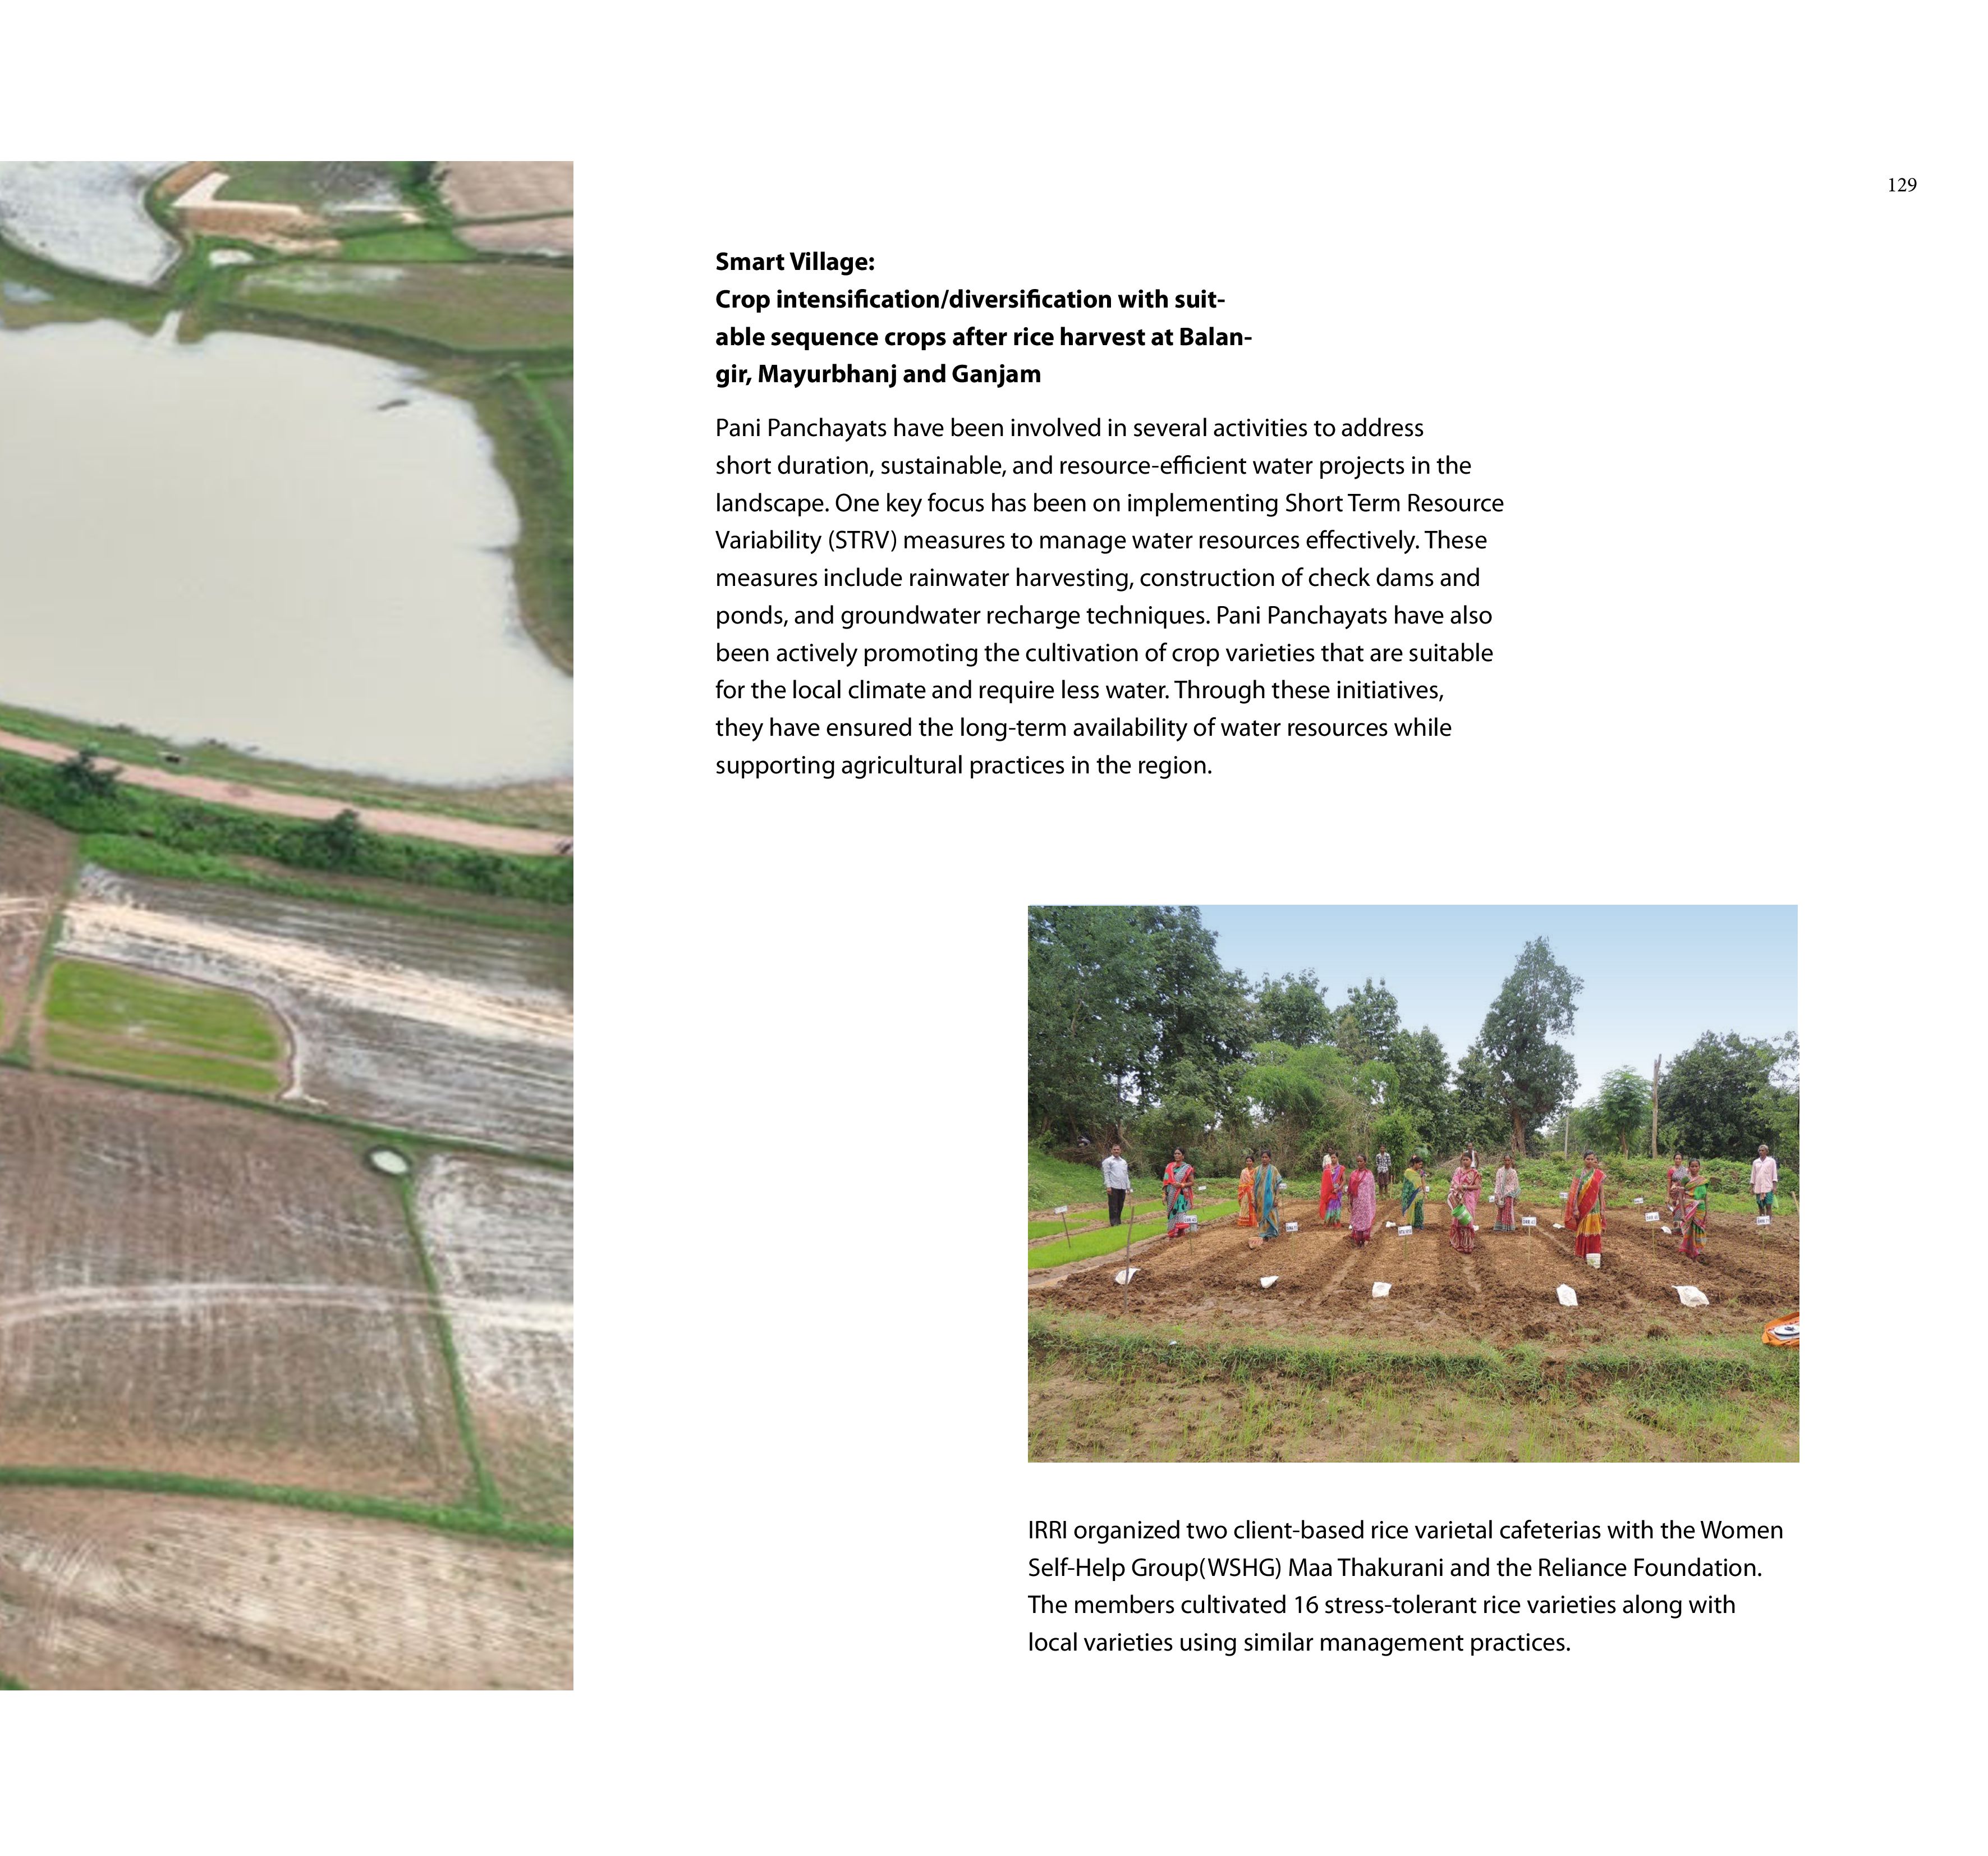 129
Smart Village:
Crop intensification/diversification with suit-
able sequence crops after rice harvest at Balan-
gir, Mayurbhanj and Ganjam
Pani Panchayats have been involved in several activities to address
short duration, sustainable, and resource-efficient water projects in the
landscape. One key focus has been on implementing Short Term Resource
Variability (STRV) measures to manage water resources effectively. These
measures include rainwater harvesting, construction of check dams and
ponds, and groundwater recharge techniques. Pani Panchayats have also
been actively promoting the cultivation of crop varieties that are suitable
for the local climate and require less water. Through these initiatives,
they have ensured the long-term availability of water resources while
supporting agricultural practices in the region.
IRRI organized two client-based rice varietal cafeterias with the Women
Self-Help Group(WSHG) Maa Thakurani and the Reliance Foundation.
The members cultivated 16 stress-tolerant rice varieties along with
local varieties using similar management practices.